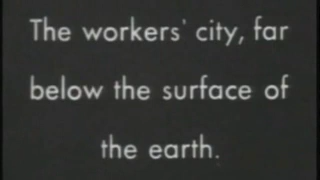 The workers' city, far
below the surface of
the earth.